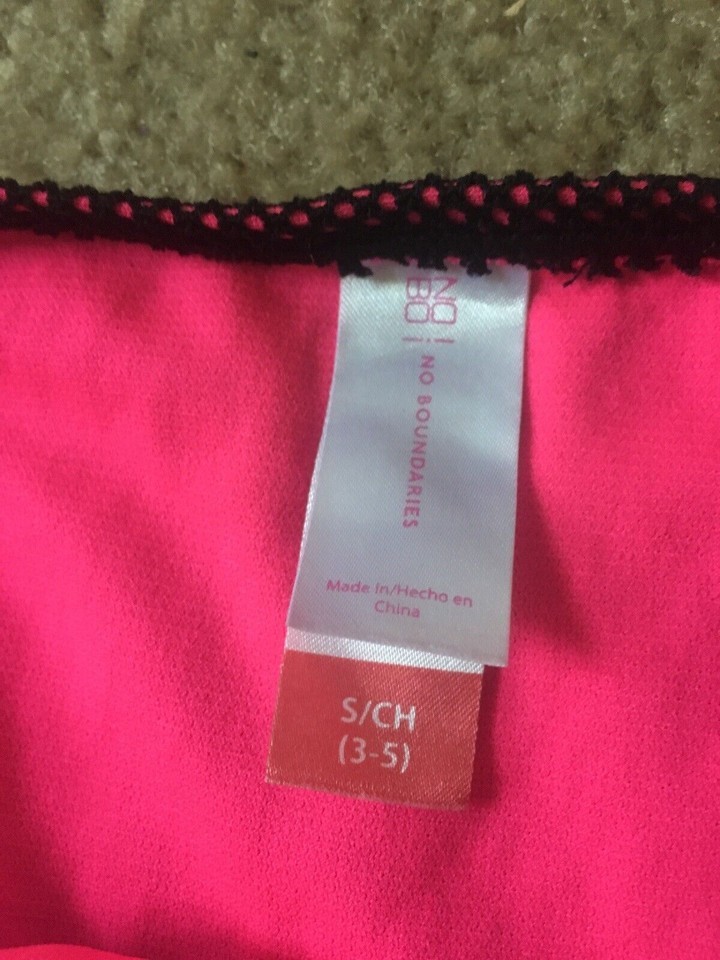 NO
BO
NO BOUNDARIES
Made In/Hecho en
China
S/CH
(3-5)